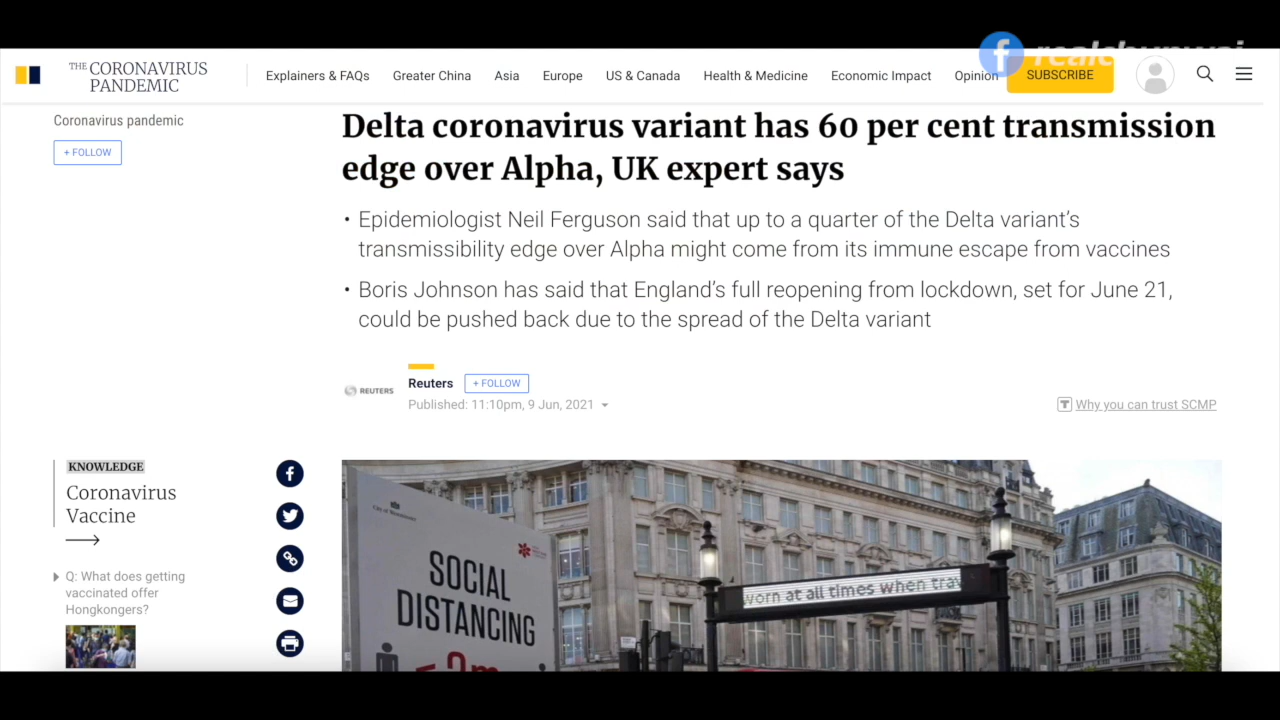 THE CORONAVIRUS
PANDEMIC
Explainers & FAQs Greater China Asia Europe US & Canada Health & Medicine Economic Impact Opinion SUBSCRIBE
Coronavirus pandemic
+ FOLLOW
Delta coronavirus variant has 60 per cent transmission
edge over Alpha, UK expert says
• Epidemiologist Neil Ferguson said that up to a quarter of the Delta variant’s
transmissibility edge over Alpha might come from its immune escape from vaccines
• Boris Johnson has said that England’s full reopening from lockdown, set for June 21,
could be pushed back due to the spread of the Delta variant
REUTERS
Reuters + FOLLOW
Published: 11:10pm, 9 Jun, 2021
Why you can trust SCMP
KNOWLEDGE
Coronavirus
Vaccine
Q: What does getting
vaccinated offer
Hongkongers?
City of Westminster
SOCIAL
DISTANCING
worn at all times when trav